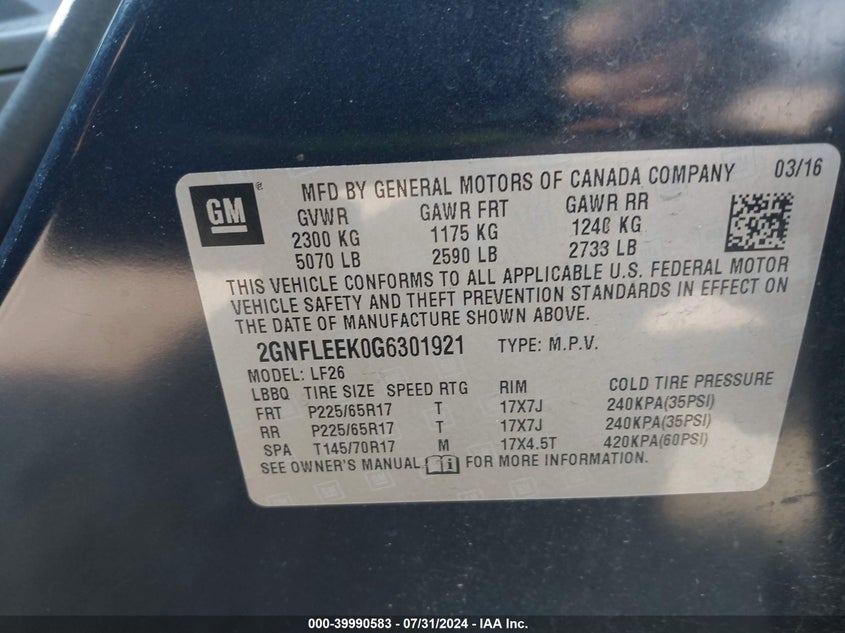 GM ® MFD BY GENERAL MOTORS OF CANADA COMPANY 03/16
GVWR GAWR FRT GAWR RR
2300 KG 1175 KG 1240 KG
5070 LB 2590 LB 2733 LB
THIS VEHICLE CONFORMS TO ALL APPLICABLE U.S. FEDERAL MOTOR
VEHICLE SAFETY AND THEFT PREVENTION STANDARDS IN EFFECT ON
THE DATE OF MANUFACTURE SHOWN ABOVE.
2GNFLEEK0G6301921 TYPE: M.P.V.
MODEL: LF26
LBBQ TIRE SIZE SPEED RTG RIM COLD TIRE PRESSURE
FRT P225/65R17 T 17X7J 240KPA(35PSI)
RR P225/65R17 T 17X7J 240KPA(35PSI)
SPA T145/70R17 M 17X4.5T 420KPA(60PSI)
SEE OWNER'S MANUAL FOR MORE INFORMATION.
000-39990583 - 07/31/2024 - IAA Inc.